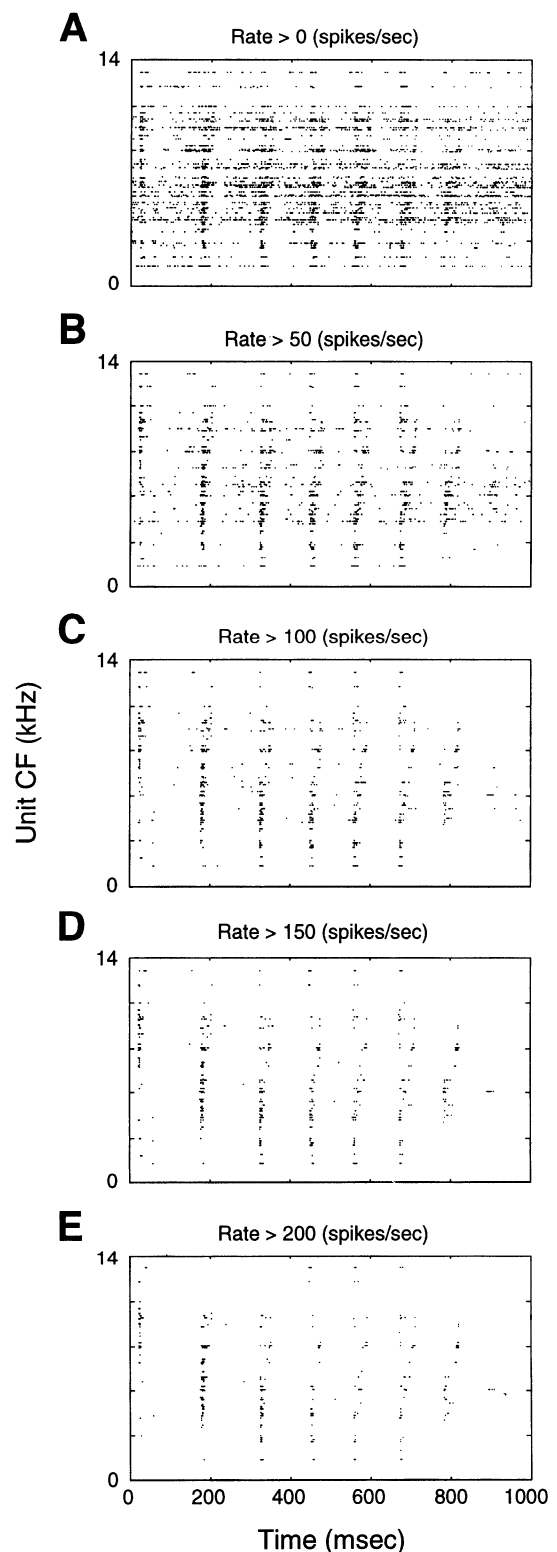 A
Rate > 0 (spikes/sec)
14
0
B
Rate > 50 (spikes/sec)
14
0
C
Rate > 100 (spikes/sec)
14
0
Unit CF (kHz)
D
Rate > 150 (spikes/sec)
14
0
E
Rate > 200 (spikes/sec)
14
0
0 200 400 600 800 1000
Time (msec)